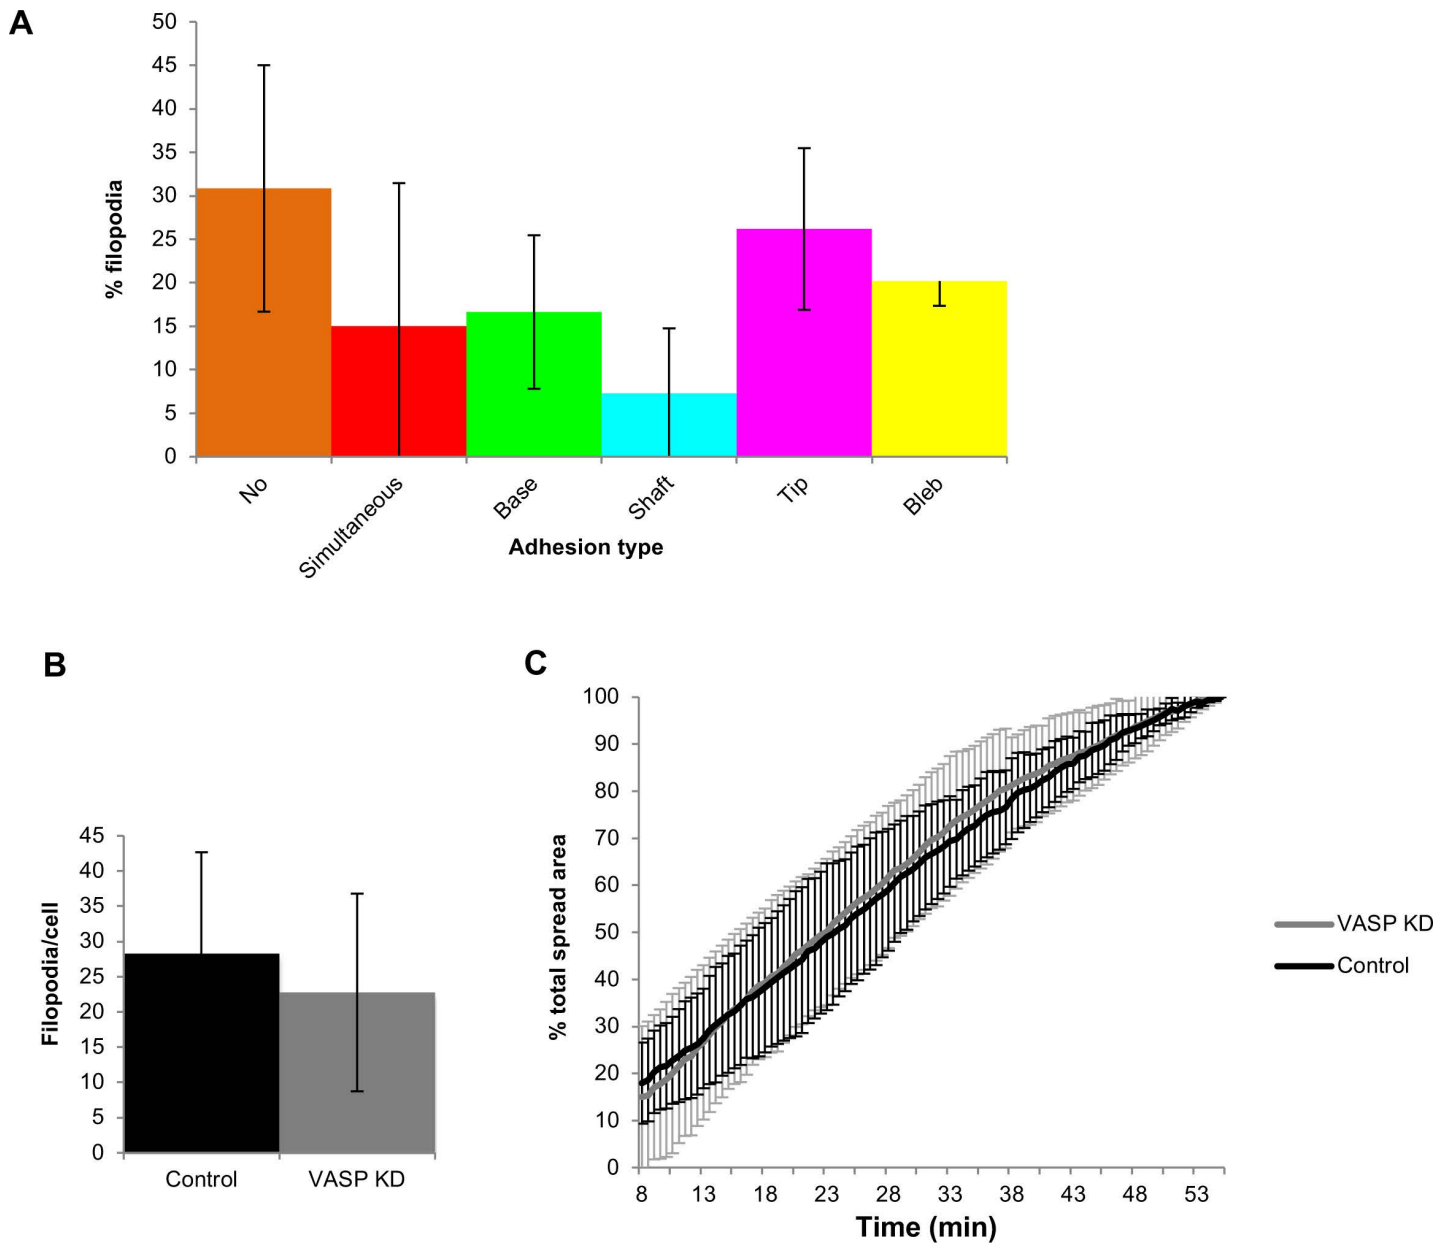 A
50
45
40
35
30
25
20
15
10
5
0
% filopodia
No
Simultaneous
Base
Shaft
Tip
Bleb
Adhesion type
B
45
40
35
30
25
20
15
10
5
0
Filopodia/cell
Control
VASP KD
C
100
90
80
70
60
50
40
30
20
10
0
% total spread area
8 13 18 23 28 33 38 43 48 53
Time (min)
VASP KD
Control